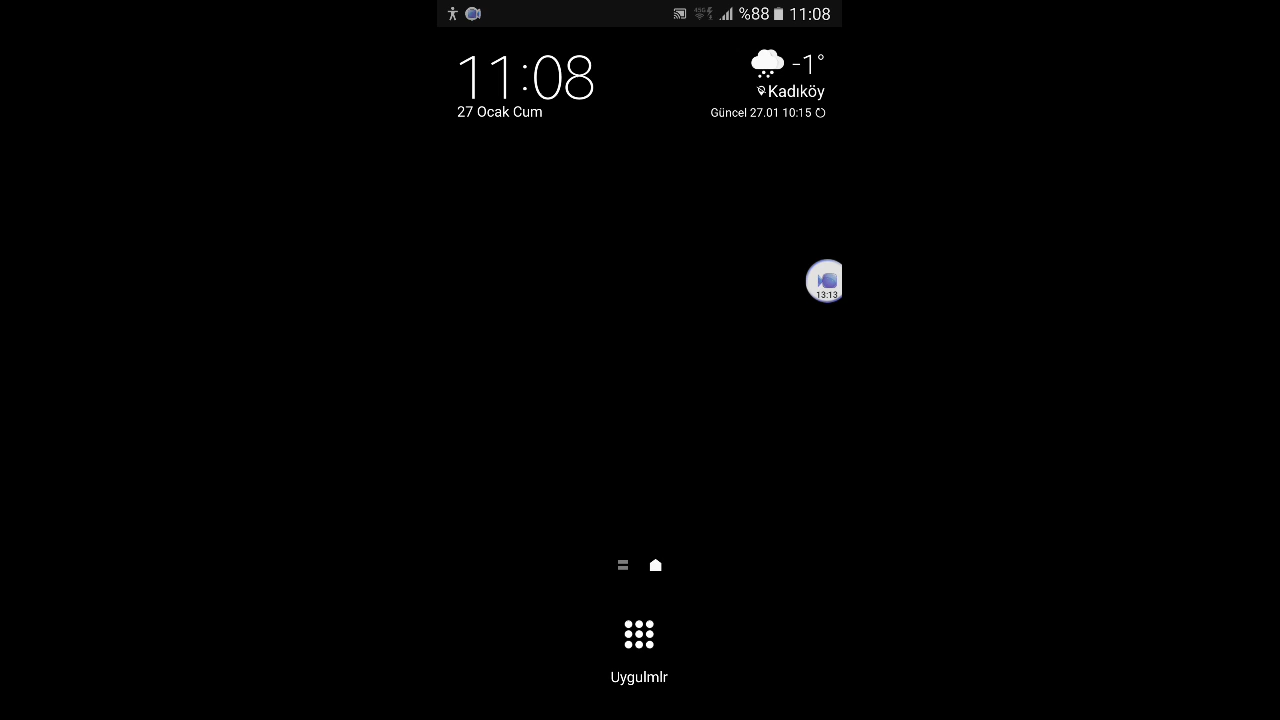 %88 11:08
11:08
27 Ocak Cum
-1°
Kadıköy
Güncel 27.01 10:15
13:13
Uygulmlr